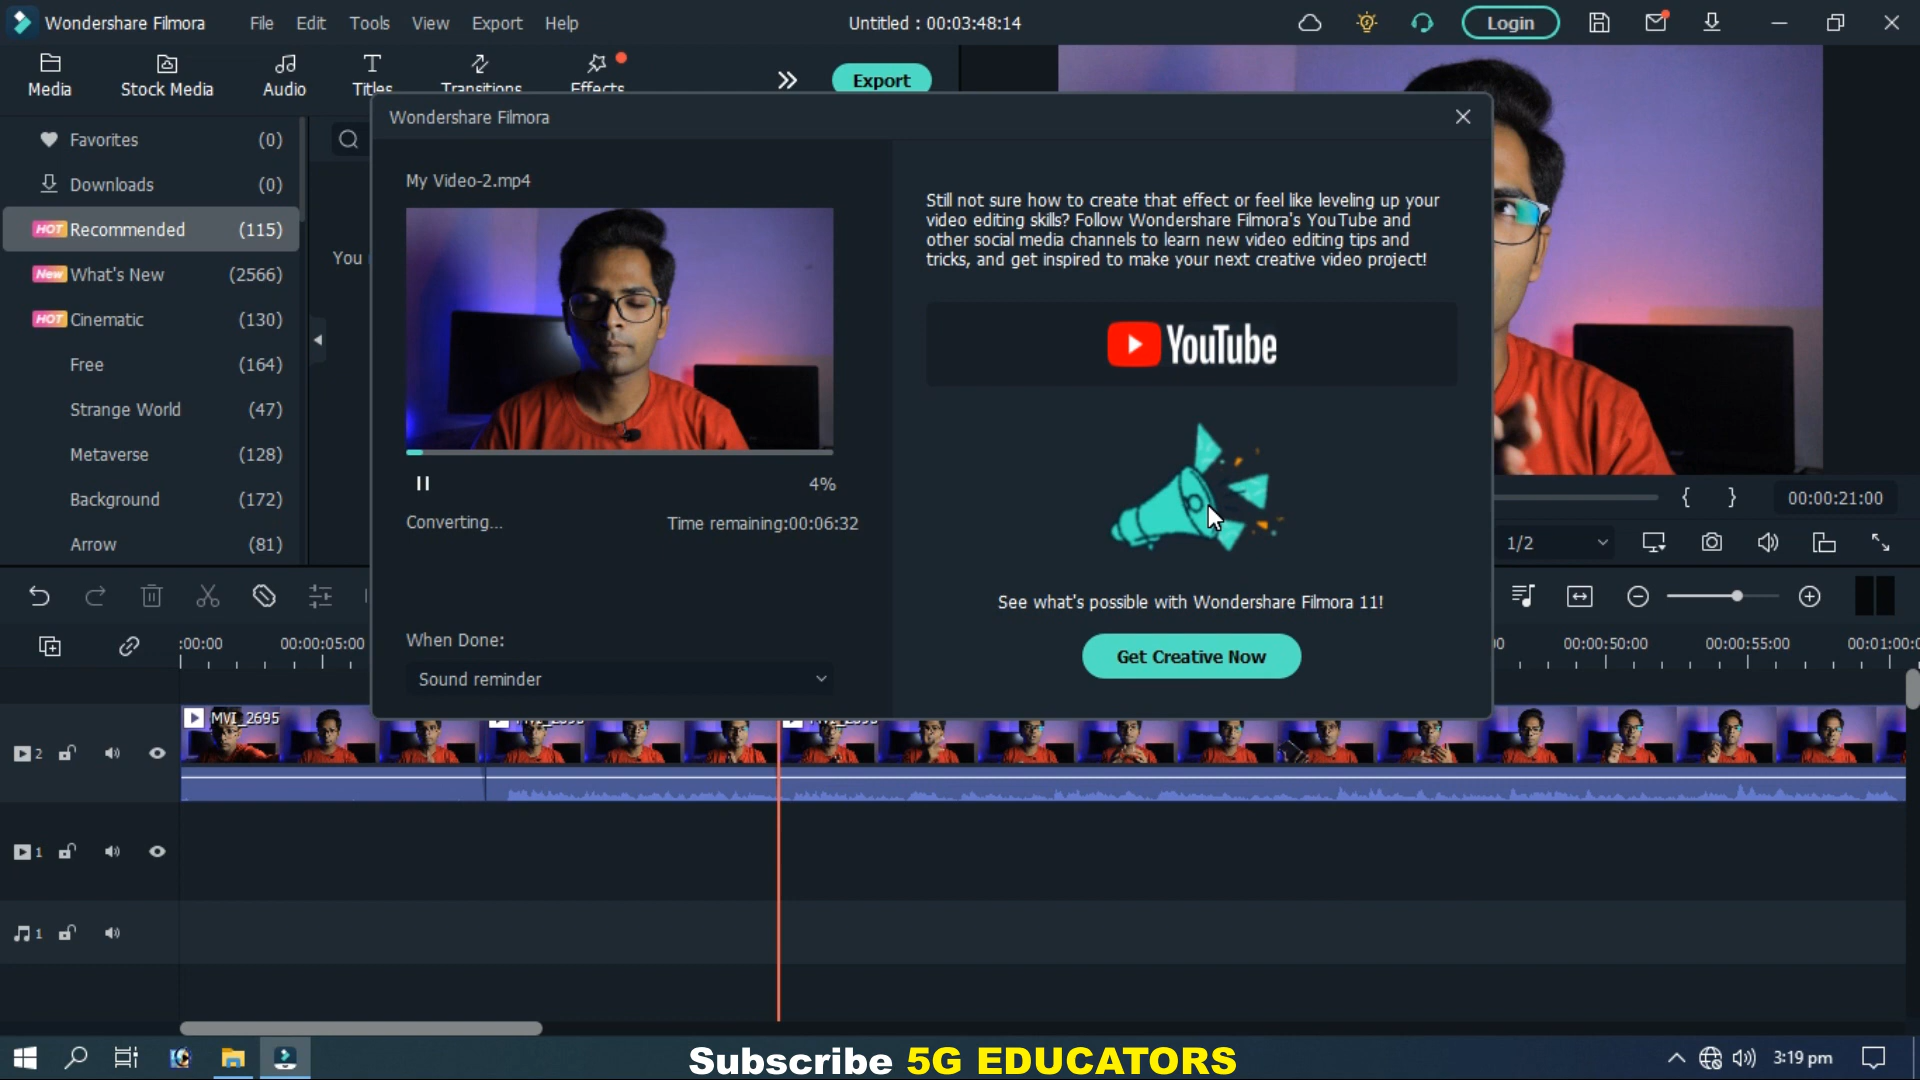 Wondershare Filmora
File Edit Tools View Export Help
Untitled : 00:03:48:14
Login
Media
Stock Media
Audio
Titles
Transitions
Effects
Export
Favorites (0)
Downloads (0)
HOT Recommended (115)
New What's New (2566)
HOT Cinematic (130)
Free (164)
Strange World (47)
Metaverse (128)
Background (172)
Arrow (81)
You
Wondershare Filmora
My Video-2.mp4
4%
Converting...
Time remaining:00:06:32
When Done:
Sound reminder
Still not sure how to create that effect or feel like leveling up your
video editing skills? Follow Wondershare Filmora's YouTube and
other social media channels to learn new video editing tips and
tricks, and get inspired to make your next creative video project!
YouTube
See what's possible with Wondershare Filmora 11!
Get Creative Now
{ } 00:00:21:00
1/2
:00:00 00:00:05:00 00:00:50:00 00:00:55:00 00:01:00:
MVI_2695
2
1
1
Subscribe 5G EDUCATORS
3:19 pm